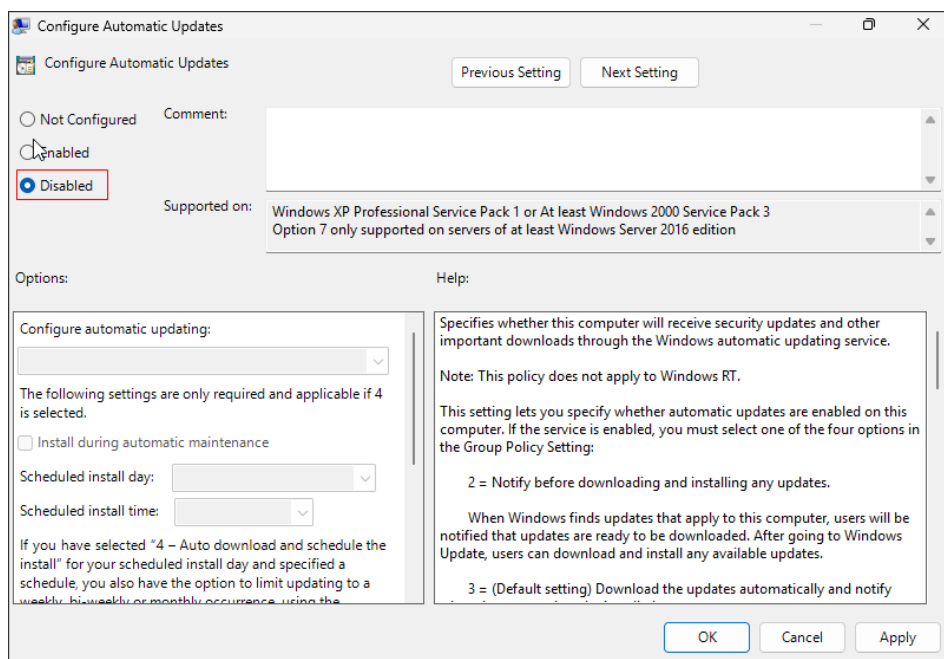 Configure Automatic Updates
Configure Automatic Updates
Previous Setting
Next Setting
Not Configured
Comment:
Enabled
Disabled
Supported on:
Windows XP Professional Service Pack 1 or At least Windows 2000 Service Pack 3
Option 7 only supported on servers of at least Windows Server 2016 edition
Options:
Help:
Configure automatic updating:
The following settings are only required and applicable if 4
is selected.
Install during automatic maintenance
Scheduled install day:
Scheduled install time:
If you have selected “4 – Auto download and schedule the
install” for your scheduled install day and specified a
schedule, you also have the option to limit updating to a
weekly, bi-weekly or monthly occurrence, using the
Specifies whether this computer will receive security updates and other
important downloads through the Windows automatic updating service.
Note: This policy does not apply to Windows RT.
This setting lets you specify whether automatic updates are enabled on this
computer. If the service is enabled, you must select one of the four options in
the Group Policy Setting:
2 = Notify before downloading and installing any updates.
When Windows finds updates that apply to this computer, users will be
notified that updates are ready to be downloaded. After going to Windows
Update, users can download and install any available updates.
3 = (Default setting) Download the updates automatically and notify
OK
Cancel
Apply